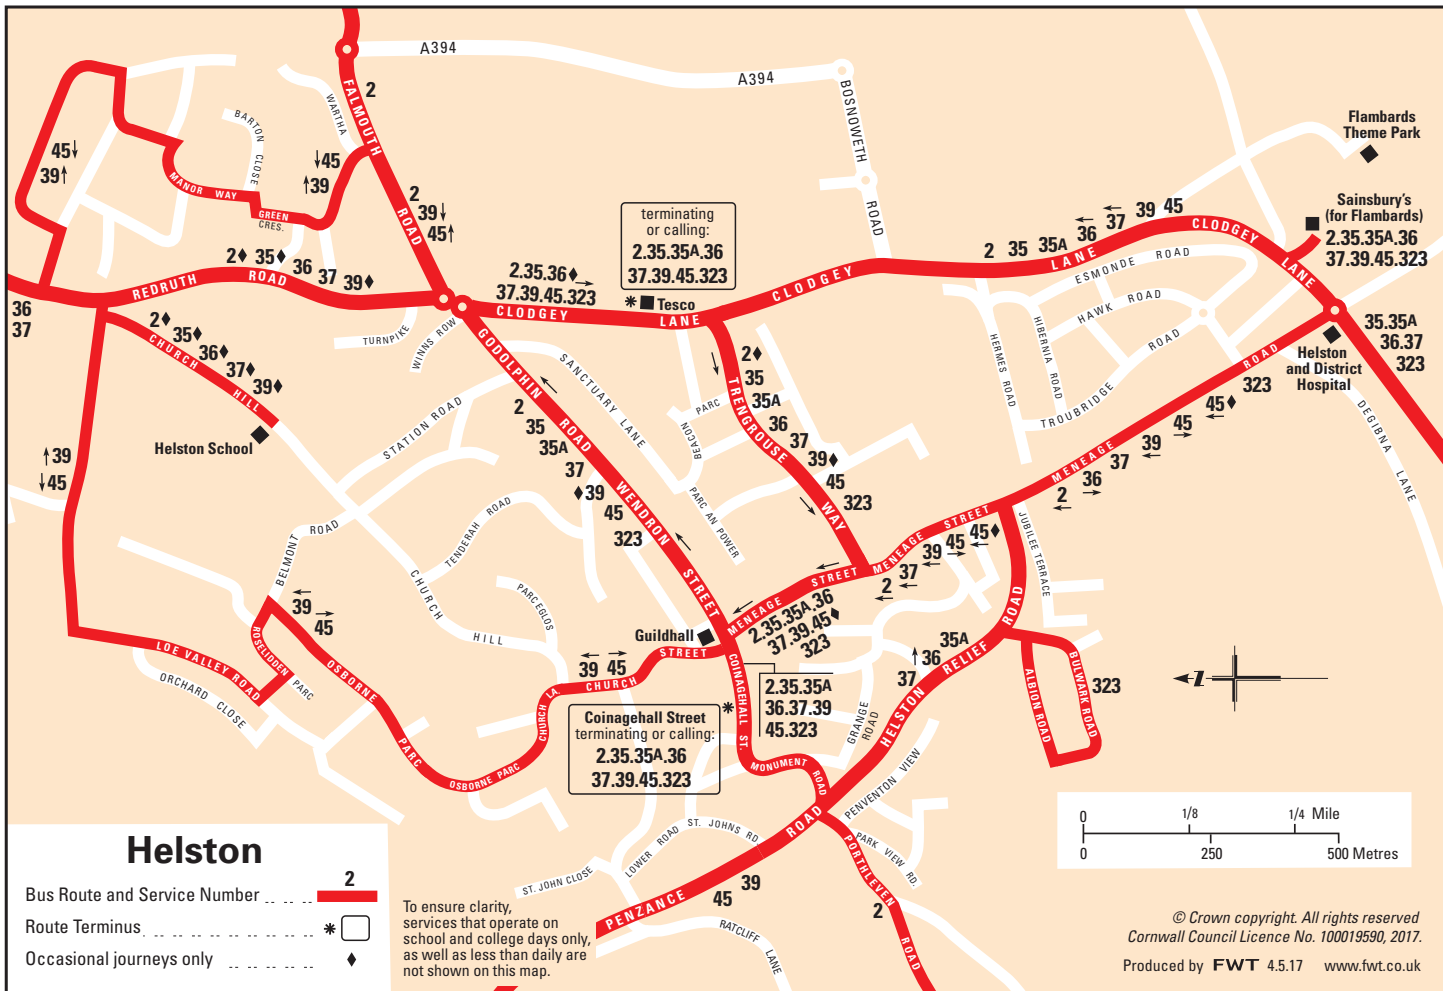 A394
A394
FALMOUTH
ROAD
2
WARTHA
BARTON
CLOSE
BOSNOWETH
ROAD
Flambards
Theme Park
45↓
39↑
↓45
↑39
MANOR WAY
GREEN
CRES.
2
39↓
45↑
terminating
or calling:
2.35.35A.36
37.39.45.323
* Tesco
Sainsbury's
(for Flambards)
2.35.35A.36
37.39.45.323
2 35 35A 36 37 39 45
CLODGEY
LANE
CLODGEY
LANE
ESMONDE ROAD
HAWK ROAD
HIBERNIA ROAD
HERMES ROAD
TROUBRIDGE ROAD
2♦ 35♦ 36 37 39♦
REDRUTH ROAD
36
37
2.35.36♦
37.39.45.323
CLODGEY LANE
TURNPIKE
WINNS ROW
2♦
35♦
36♦
37♦
39♦
CHURCH HILL
Helston School
GODOLPHIN ROAD
SANCTUARY LANE
STATION ROAD
2
35
35A
37
♦39
45
323
WENDRON STREET
PARC
BEACON
PARC AN POWER
2♦
35
35A
36
37
39♦
45
323
TRENGROUSE WAY
35.35A
36.37
323
Helston
and District
Hospital
DEGIBNA LANE
323
45♦
45
39
37
36
2
MENEAGE ROAD
↑39
↓45
BELMONT ROAD
TENDERAH ROAD
PARC EGLOS
CHURCH
HILL
MENEAGE STREET
2
37
39
45
45♦
MENEAGE STREET
2.35.35A.36
37.39.45♦
323
JUBILEE TERRACE
39
45
ROSELIDDEN
PARC
LOE VALLEY ROAD
ORCHARD CLOSE
OSBORNE
PARC
OSBORNE PARC
CHURCH LA.
CHURCH STREET
39 45
Guildhall
COINAGEHALL ST.
2.35.35A
36.37.39
45.323
*
Coinagehall Street
terminating or calling:
2.35.35A.36
37.39.45.323
MONUMENT
ROAD
GRANGE
ROAD
HELSTON RELIEF ROAD
37
↑36
35A
ALBION ROAD
BULWARK ROAD
323
N
PENVENTON VIEW
PARK VIEW RD.
PORTHLEVEN
ROAD
2
LOWER ROAD
ST. JOHNS RD
ST. JOHN CLOSE
PENZANCE
ROAD
45
39
RATCLIFF
LANE
0 1/8 1/4 Mile
0 250 500 Metres
Helston
Bus Route and Service Number 2
Route Terminus *
Occasional journeys only ♦
To ensure clarity,
services that operate on
school and college days only,
as well as less than daily are
not shown on this map.
© Crown copyright. All rights reserved
Cornwall Council Licence No. 100019590, 2017.
Produced by FWT 4.5.17 www.fwt.co.uk